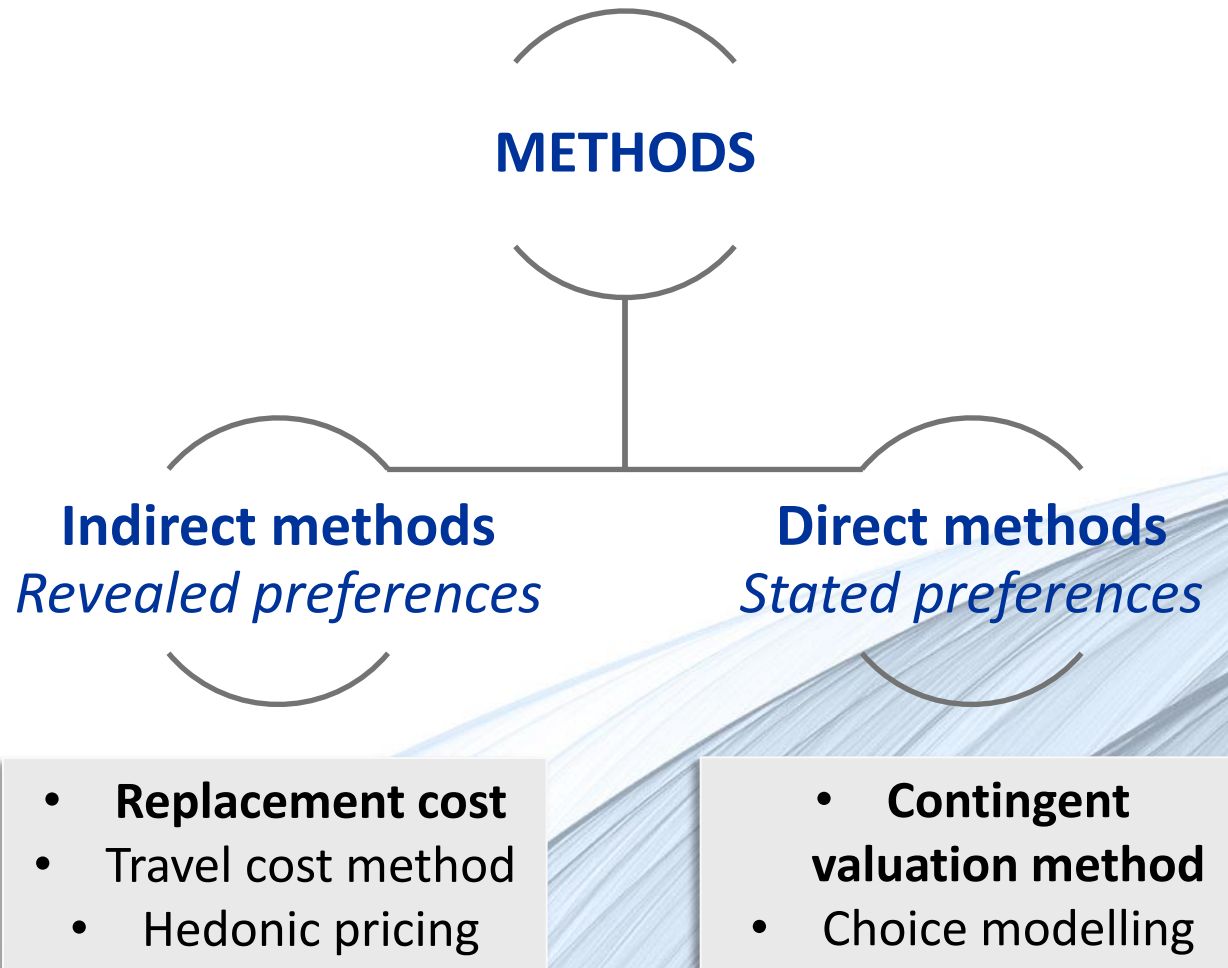 METHODS
Indirect methods
Revealed preferences
• Replacement cost
• Travel cost method
• Hedonic pricing
Direct methods
Stated preferences
• Contingent
valuation method
• Choice modelling